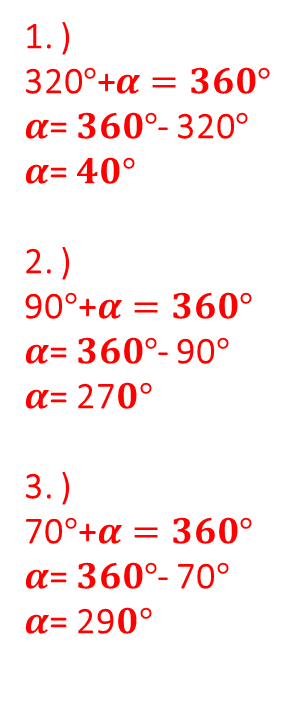 1.)
320°+α = 360°
α= 360°- 320°
α= 40°
2.)
90°+α = 360°
α= 360°- 90°
α= 270°
3.)
70°+α = 360°
α= 360°- 70°
α= 290°